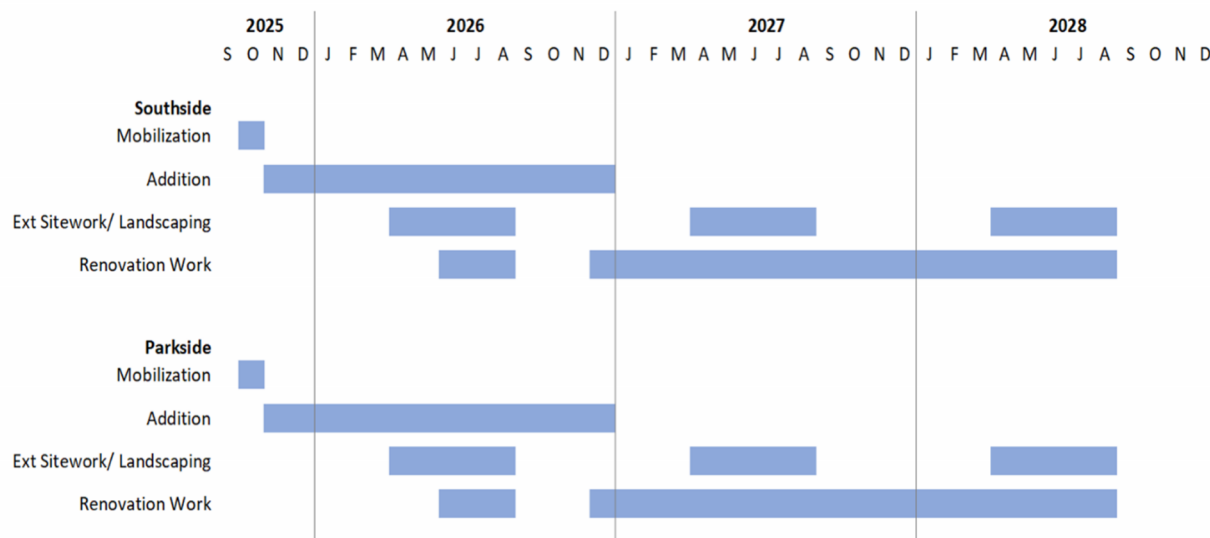 2025 2026 2027 2028
S O N D J F M A M J J A S O N D J F M A M J J A S O N D J F M A M J J A S O N D
Southside
Mobilization
Addition
Ext Sitework/ Landscaping
Renovation Work
Parkside
Mobilization
Addition
Ext Sitework/ Landscaping
Renovation Work